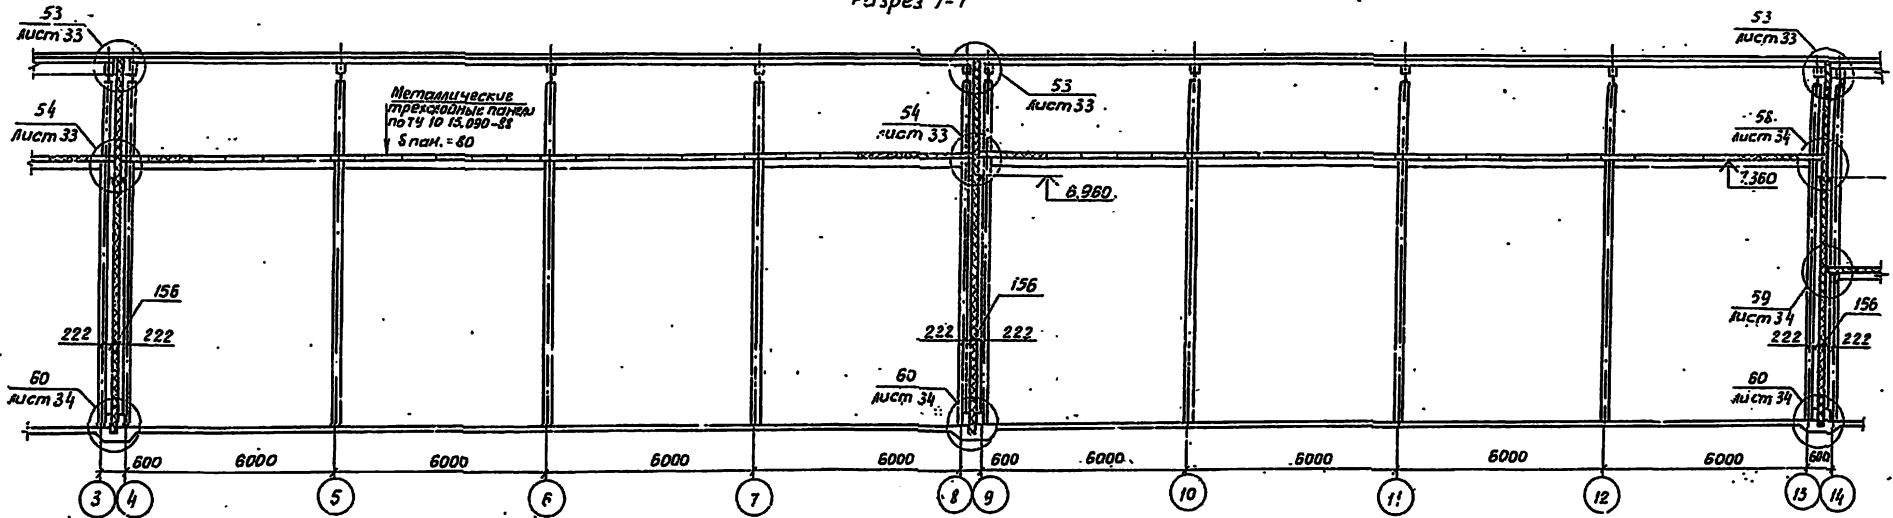 Разрез 1-1
53
лист 33
53
лист 33
Металлические
трехслойные панели
по ТУ 10 15.090-88
δ пан. = 80
53
лист 33
54
лист 33
54
лист 33
58
лист 34
6.960
7.360
156
156
59
лист 34
156
222 222
222 222
222 222
60
лист 34
60
лист 34
60
лист 34
600 6000 6000 6000 6000 600 6000 6000 6000 6000 600
3 4 5 6 7 8 9 10 11 12 13 14